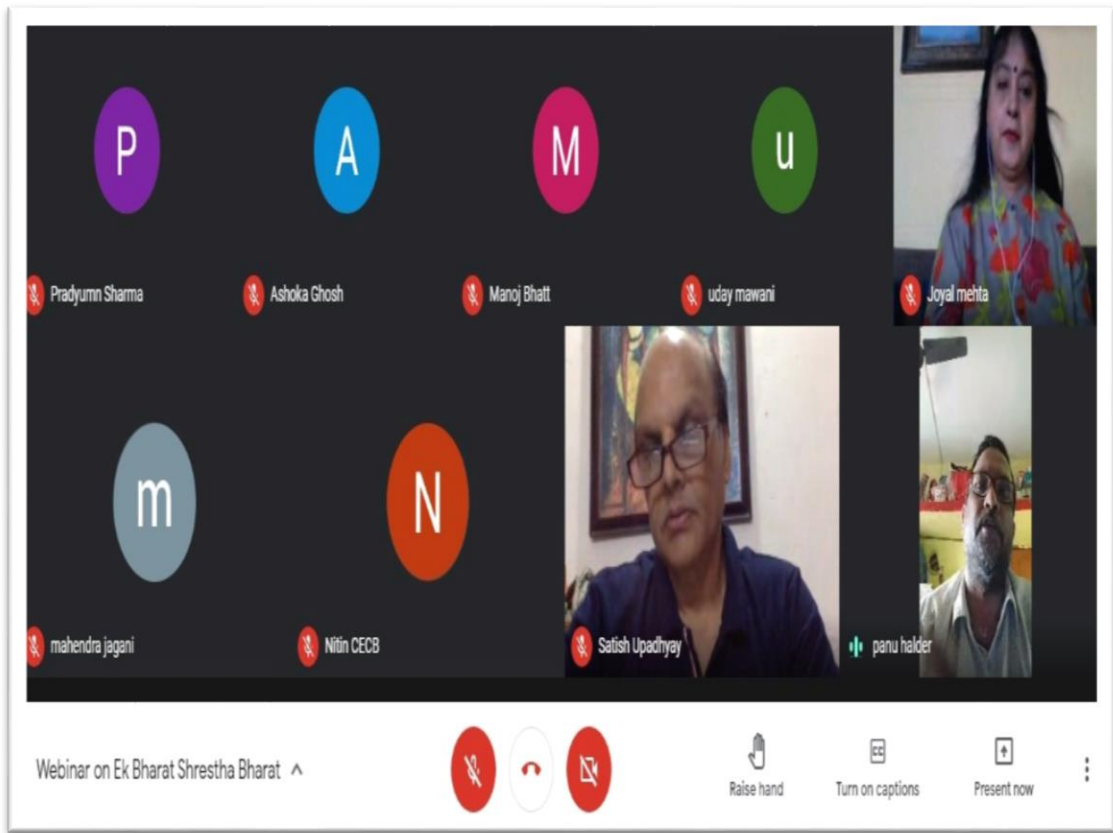 P
A
M
u
Pradyumn Sharma
Ashoka Ghosh
Manoj Bhatt
uday mawani
Joyal mehta
m
N
mahendra jagani
Nitin CECB
Satish Upadhyay
panu halder
Webinar on Ek Bharat Shrestha Bharat
CC
Raise hand
Turn on captions
Present now